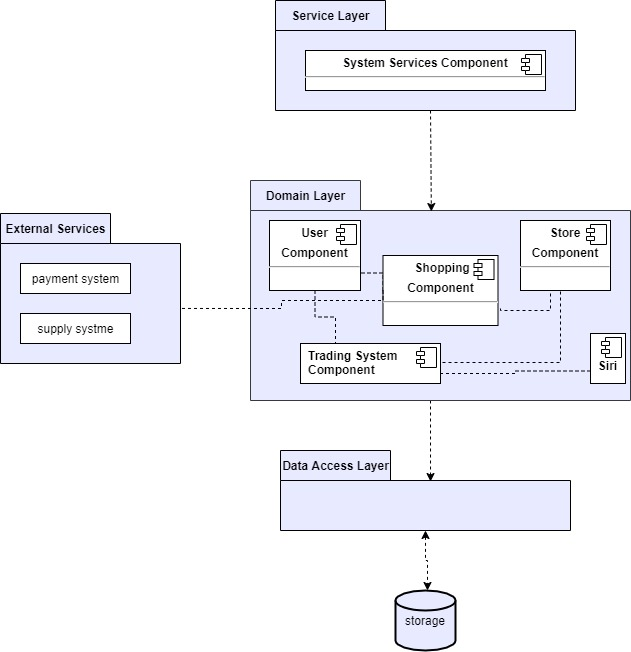 Service Layer
System Services Component
Domain Layer
External Services
User
Component
Store
Component
Shopping
Component
payment system
supply systme
Trading System
Component
Siri
Data Access Layer
storage